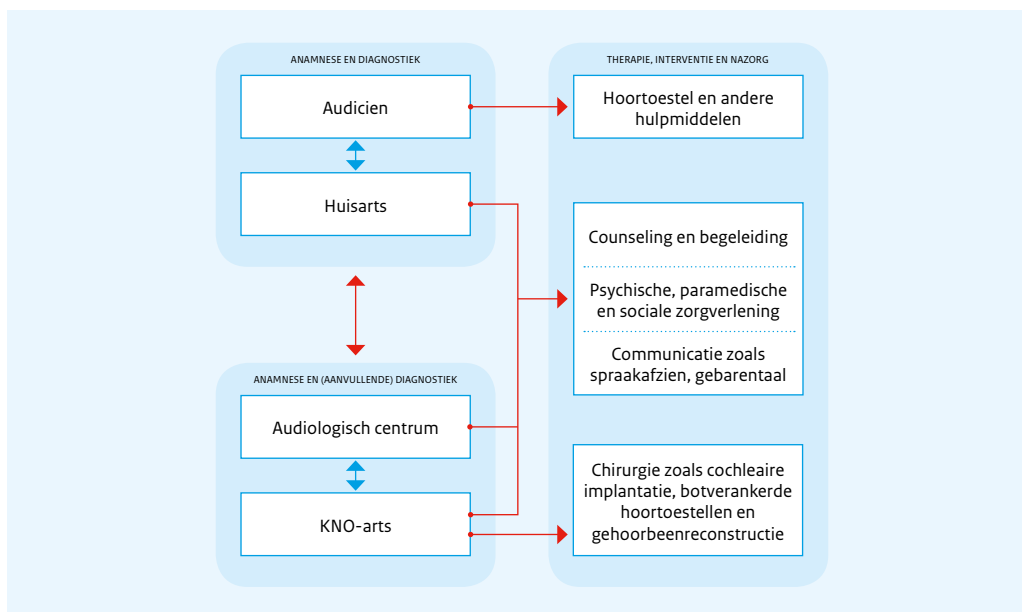 ANAMNESE EN DIAGNOSTIEK
Audicien
Huisarts
ANAMNESE EN (AANVULLENDE) DIAGNOSTIEK
Audiologisch centrum
KNO-arts
THERAPIE, INTERVENTIE EN NAZORG
Hoortoestel en andere
hulpmiddelen
Counseling en begeleiding
Psychische, paramedische
en sociale zorgverlening
Communicatie zoals
spraakafzien, gebarentaal
Chirurgie zoals cochleaire
implantatie, botverankerde
hoortoestellen en
gehoorbeenreconstructie